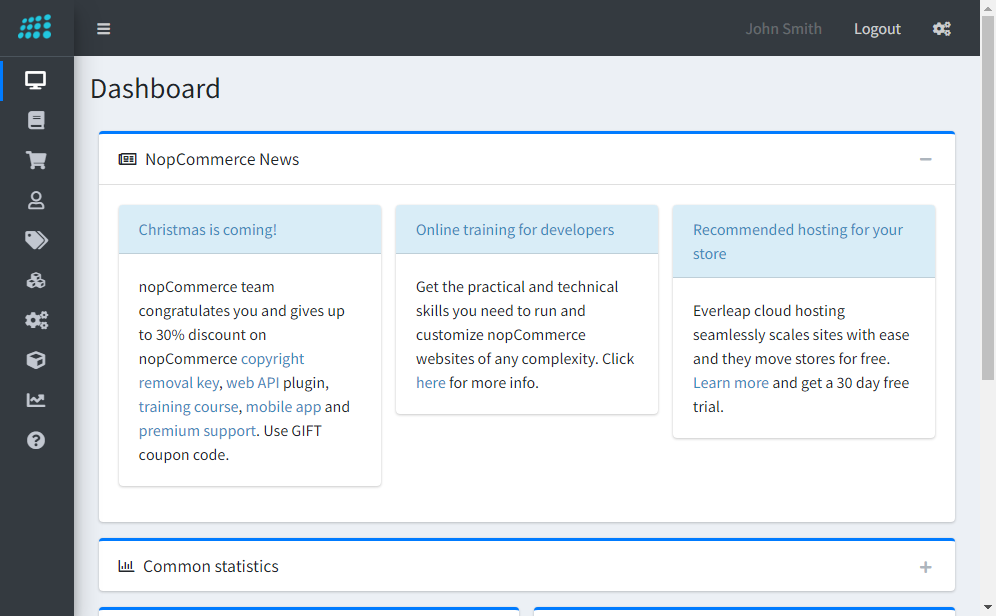 John Smith
Logout
Dashboard
NopCommerce News
Christmas is coming!
nopCommerce team
congratulates you and gives up
to 30% discount on
nopCommerce copyright
removal key, web API plugin,
training course, mobile app and
premium support. Use GIFT
coupon code.
Online training for developers
Get the practical and technical
skills you need to run and
customize nopCommerce
websites of any complexity. Click
here for more info.
Recommended hosting for your
store
Everleap cloud hosting
seamlessly scales sites with ease
and they move stores for free.
Learn more and get a 30 day free
trial.
Common statistics